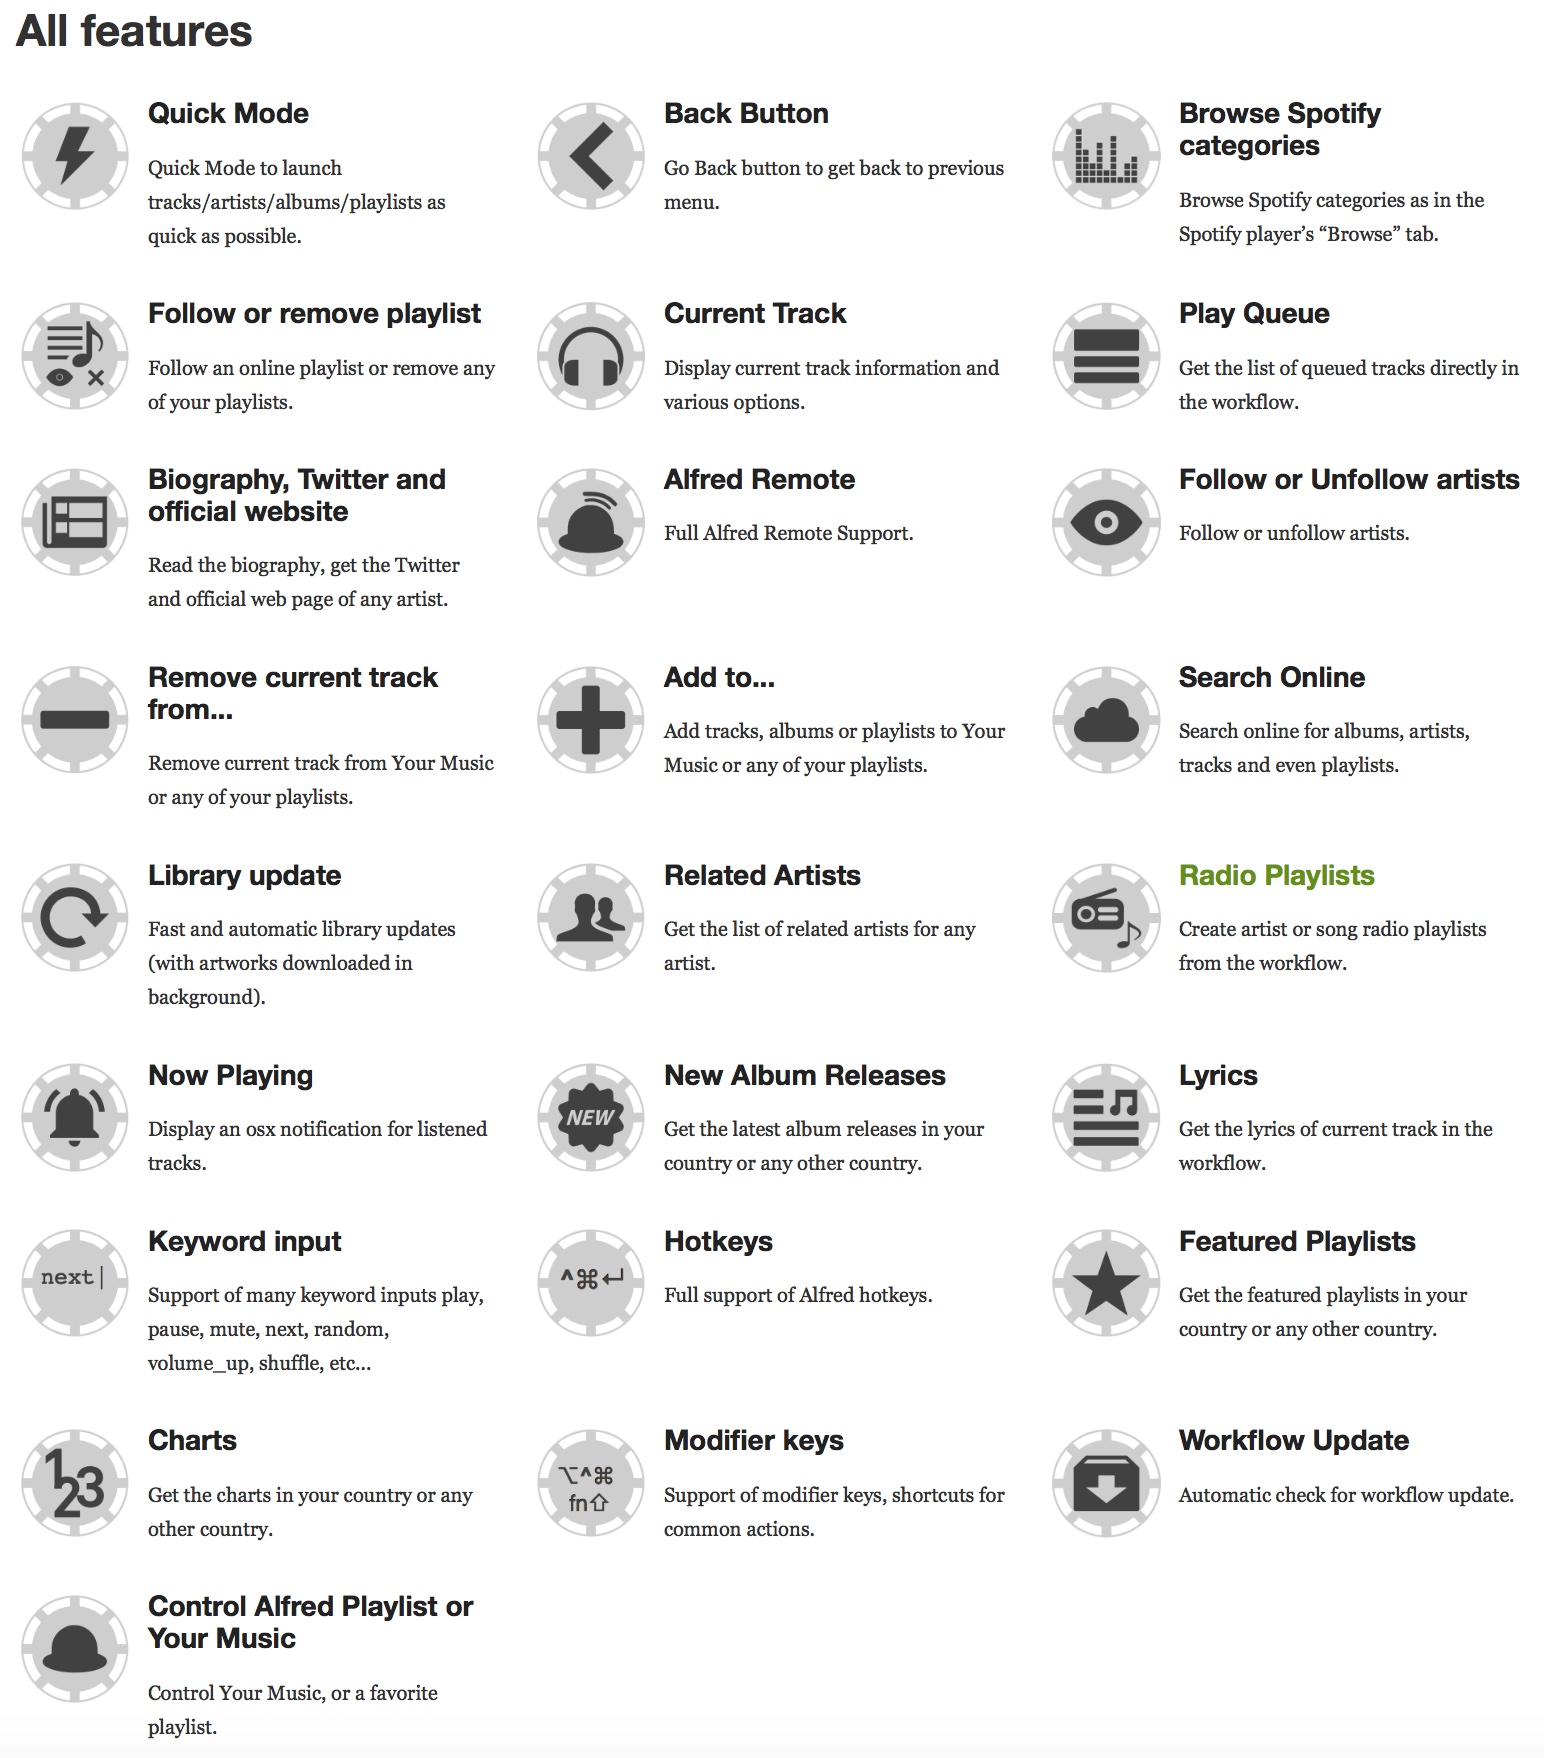 All features
Quick Mode
Quick Mode to launch
tracks/artists/albums/playlists as
quick as possible.
Back Button
Go Back button to get back to previous
menu.
Browse Spotify
categories
Browse Spotify categories as in the
Spotify player’s “Browse” tab.
Follow or remove playlist
Follow an online playlist or remove any
of your playlists.
Current Track
Display current track information and
various options.
Play Queue
Get the list of queued tracks directly in
the workflow.
Biography, Twitter and
official website
Read the biography, get the Twitter
and official web page of any artist.
Alfred Remote
Full Alfred Remote Support.
Follow or Unfollow artists
Follow or unfollow artists.
Remove current track
from...
Remove current track from Your Music
or any of your playlists.
Add to...
Add tracks, albums or playlists to Your
Music or any of your playlists.
Search Online
Search online for albums, artists,
tracks and even playlists.
Library update
Fast and automatic library updates
(with artworks downloaded in
background).
Related Artists
Get the list of related artists for any
artist.
Radio Playlists
Create artist or song radio playlists
from the workflow.
Now Playing
Display an osx notification for listened
tracks.
NEW
New Album Releases
Get the latest album releases in your
country or any other country.
Lyrics
Get the lyrics of current track in the
workflow.
next|
Keyword input
Support of many keyword inputs play,
pause, mute, next, random,
volume_up, shuffle, etc...
^⌘↵
Hotkeys
Full support of Alfred hotkeys.
Featured Playlists
Get the featured playlists in your
country or any other country.
123
Charts
Get the charts in your country or any
other country.
⌥^⌘
fn⇧
Modifier keys
Support of modifier keys, shortcuts for
common actions.
Workflow Update
Automatic check for workflow update.
Control Alfred Playlist or
Your Music
Control Your Music, or a favorite
playlist.